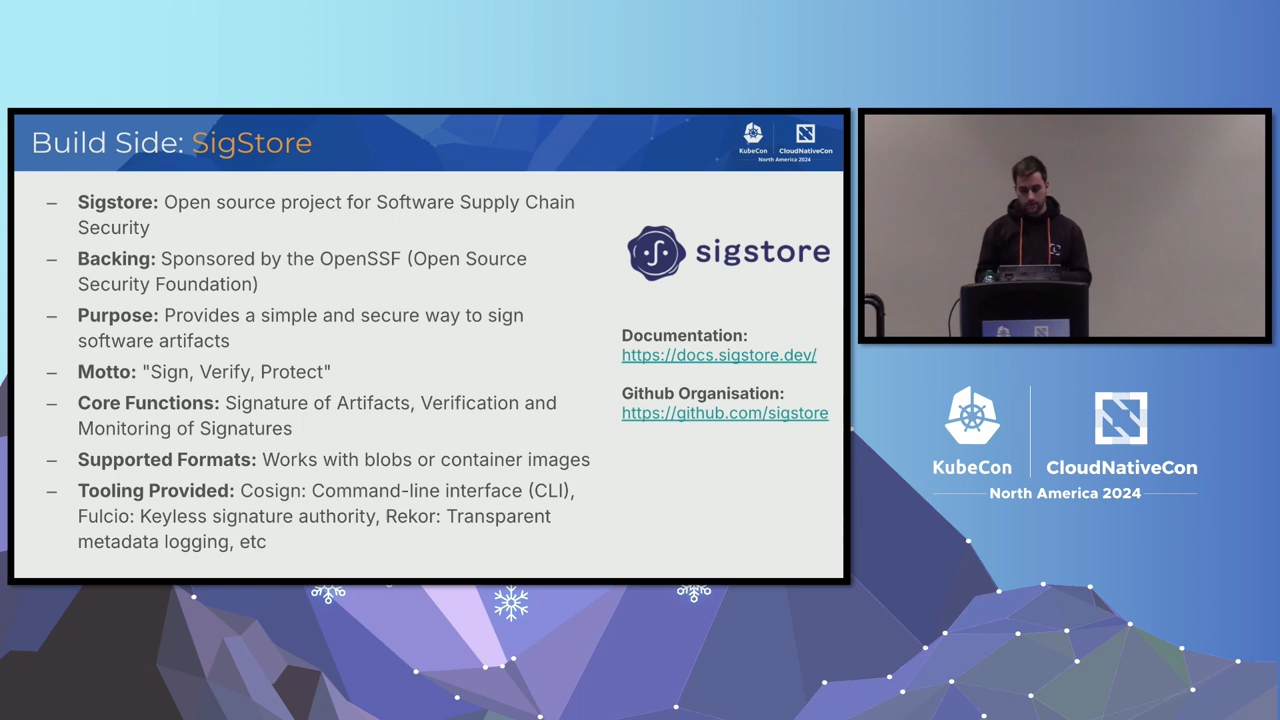 Build Side: SigStore
KubeCon
CloudNativeCon
North America 2024
– Sigstore: Open source project for Software Supply Chain
Security
– Backing: Sponsored by the OpenSSF (Open Source
Security Foundation)
– Purpose: Provides a simple and secure way to sign
software artifacts
– Motto: "Sign, Verify, Protect"
– Core Functions: Signature of Artifacts, Verification and
Monitoring of Signatures
– Supported Formats: Works with blobs or container images
– Tooling Provided: Cosign: Command-line interface (CLI),
Fulcio: Keyless signature authority, Rekor: Transparent
metadata logging, etc
sigstore
Documentation:
https://docs.sigstore.dev/
Github Organisation:
https://github.com/sigstore
KubeCon
CloudNativeCon
North America 2024